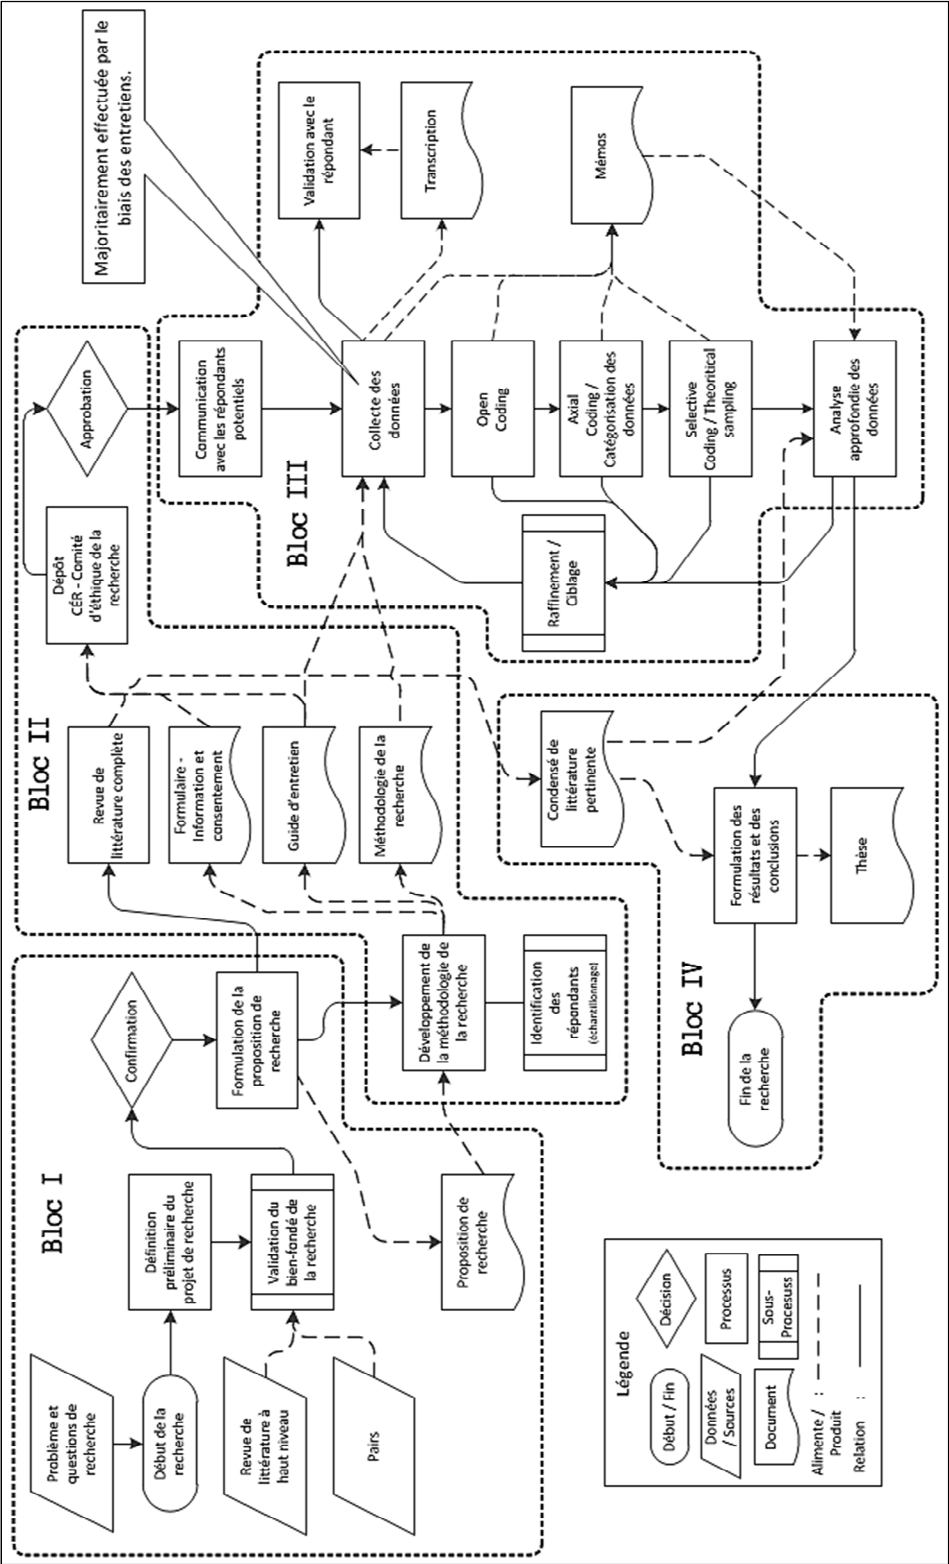 Bloc I
Problème et
questions de
recherche
Début de la
recherche
Revue de
littérature à
haut niveau
Pairs
Définition
préliminaire du
projet de recherche
Validation du
bien-fondé de
la recherche
Confirmation
Formulation de la
proposition de
recherche
Proposition de
recherche
Bloc II
Revue de
littérature complète
Formulaire -
Information et
consentement
Guide d'entretien
Méthodologie de la
recherche
Développement de
la méthodologie de
la recherche
Identification
des
répondants
(échantillonnage)
Dépôt
CÉR - Comité
d'éthique de la
recherche
Approbation
Bloc III
Communication
avec les répondants
potentiels
Majoritairement effectuée par le
biais des entretiens.
Collecte des
données
Validation avec le
répondant
Transcription
Open
Coding
Axial
Coding /
Catégorisation des
données
Selective
Coding / Theoritical
sampling
Mémos
Raffinement /
Ciblage
Analyse
approfondie des
données
Bloc IV
Condensé de
littérature
pertinente
Formulation des
résultats et des
conclusions
Thèse
Fin de la
recherche
Légende
Début / Fin
Décision
Données
/ Sources
Processus
Document
Sous-
Procesuss
Alimente /
Produit :
Relation :